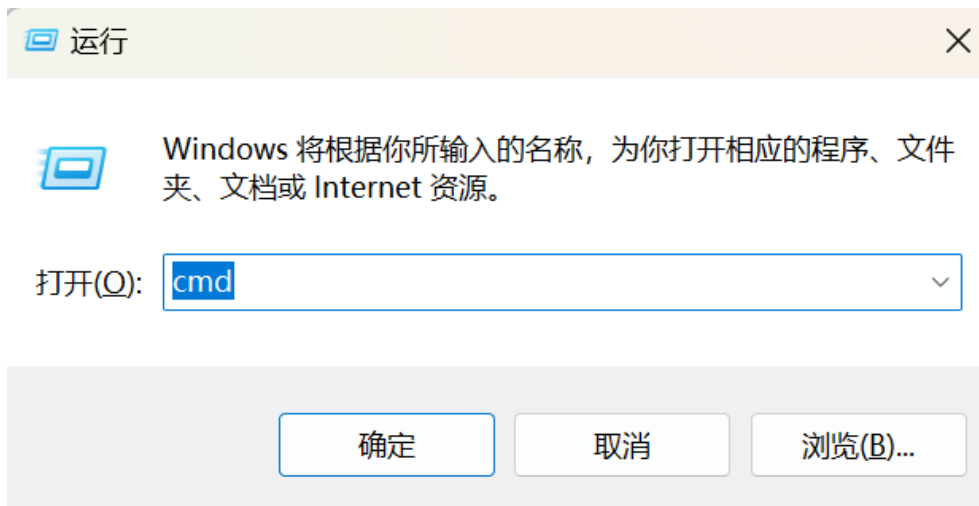 运行
Windows 将根据你所输入的名称，为你打开相应的程序、文件
夹、文档或 Internet 资源。
打开(O): cmd
确定 取消 浏览(B)...